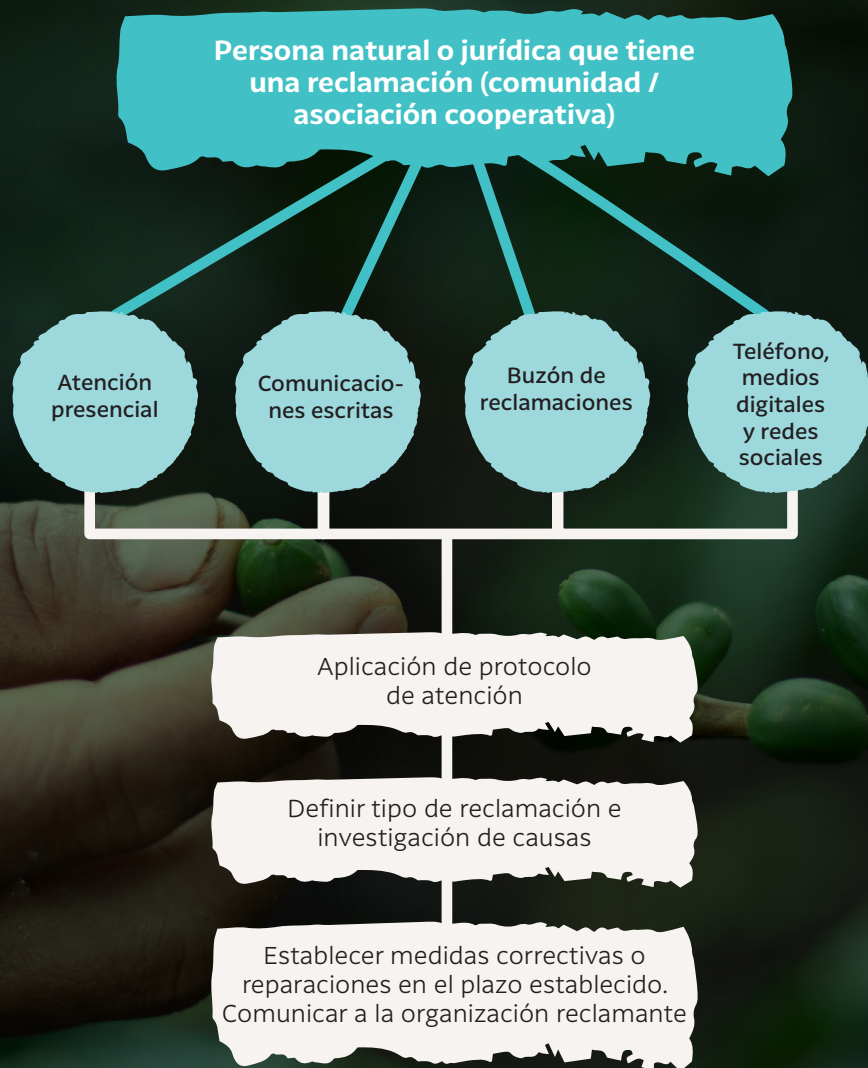 Persona natural o jurídica que tiene
una reclamación (comunidad /
asociación cooperativa)
Atención
presencial
Comunicacio-
nes escritas
Buzón de
reclamaciones
Teléfono,
medios
digitales
y redes
sociales
Aplicación de protocolo
de atención
Definir tipo de reclamación e
investigación de causas
Establecer medidas correctivas o
reparaciones en el plazo establecido.
Comunicar a la organización reclamante